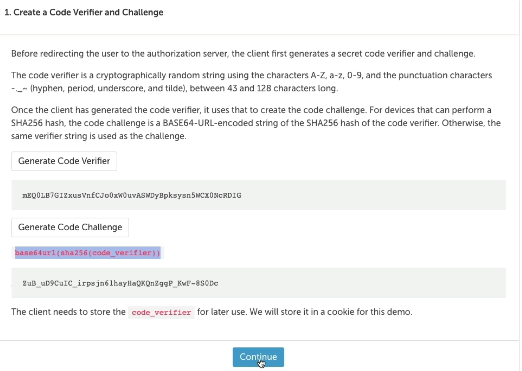 1. Create a Code Verifier and Challenge
Before redirecting the user to the authorization server, the client first generates a secret code verifier and challenge.
The code verifier is a cryptographically random string using the characters A-Z, a-z, 0-9, and the punctuation characters
-._~ (hyphen, period, underscore, and tilde), between 43 and 128 characters long.
Once the client has generated the code verifier, it uses that to create the code challenge. For devices that can perform a
SHA256 hash, the code challenge is a BASE64-URL-encoded string of the SHA256 hash of the code verifier. Otherwise, the
same verifier string is used as the challenge.
Generate Code Verifier
mEQ0LB7GIZxusVnfCJo0xW0uvASWDyBpksysn5WCX0NcRDIG
Generate Code Challenge
base64url(sha256(code_verifier))
ZuB_uD9CuIC_irpsjn6lhayHaQKQnZggP_KwF-8S0Dc
The client needs to store the code_verifier for later use. We will store it in a cookie for this demo.
Continue